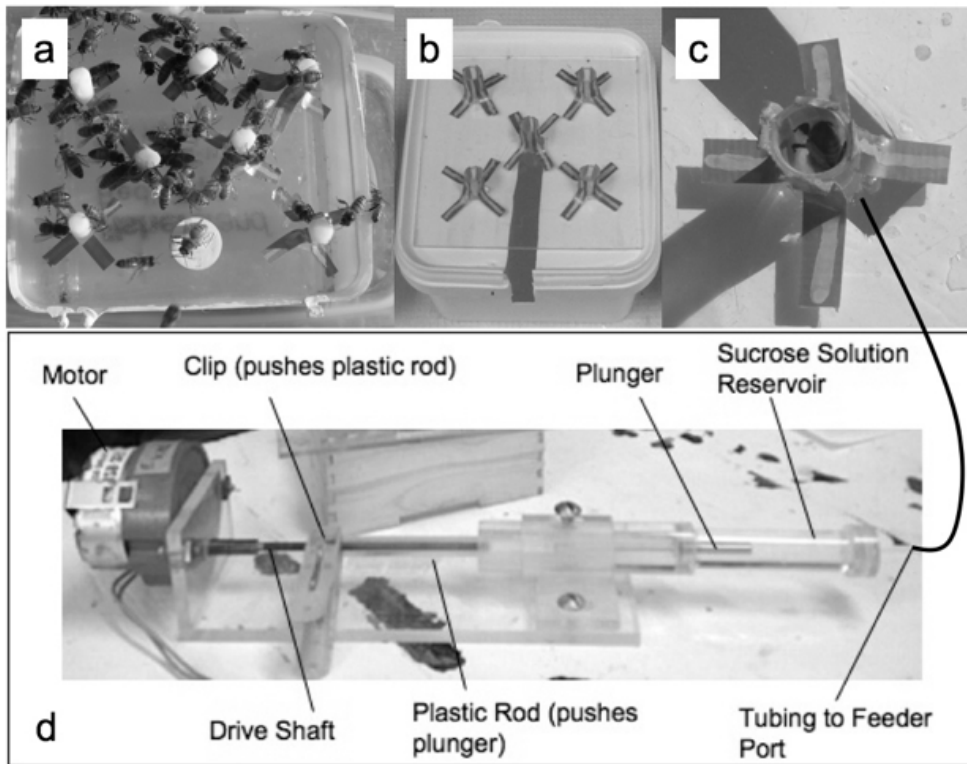 a
b
c
Motor
Clip (pushes plastic rod)
Plunger
Sucrose Solution
Reservoir
Drive Shaft
Plastic Rod (pushes
plunger)
Tubing to Feeder
Port
d